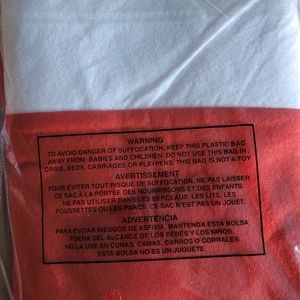 WARNING
TO AVOID DANGER OF SUFFOCATION, KEEP THIS PLASTIC BAG
AWAY FROM BABIES AND CHILDREN. DO NOT USE THIS BAG IN
CRIBS, BEDS, CARRIAGES OR PLAYPENS. THIS BAG IS NOT A TOY
AVERTISSEMENT
POUR EVITER TOUT RISQUE DE SUFFOCATION, NE PAS LAISSER
CE SAC A LA PORTÉE DES NOURRISSONS ET DES ENFANTS.
NE PAS UTILISER DANS LES BERCEAUX, LES LITS, LES
POUSSETTES OU LES PARCS. CE SAC N'EST PAS UN JOUET.
ADVERTENCIA
PARA EVITAR RIESGOS DE ASFIXIA, MANTENGA ESTA BOLSA
FUERA DEL ALCANCE DE LOS BEBES Y LOS NIÑOS.
NO LA USE EN CUNAS, CAMAS, CARROS O CORRALES.
ESTA BOLSA NO ES UN JUGUETE.